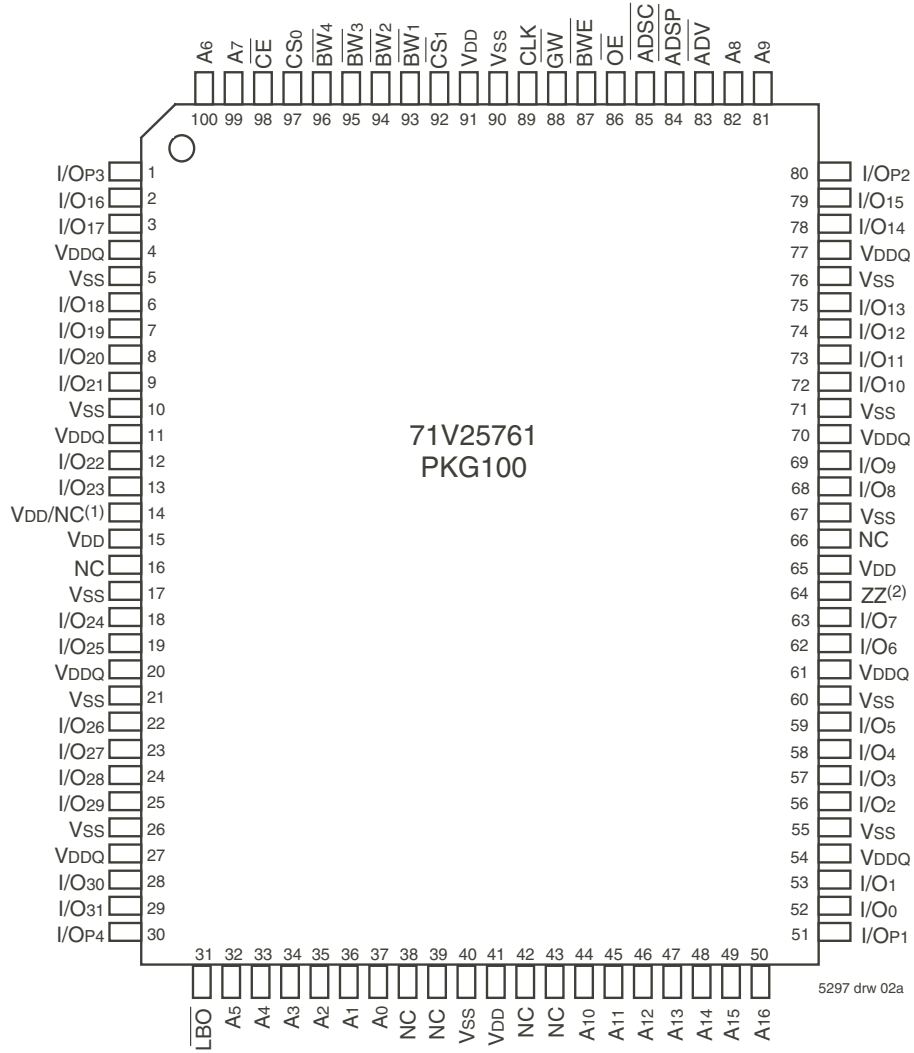 A6 A7 CE CS0 BW4 BW3 BW2 BW1 CS1 VDD VSS CLK GW BWE OE ADSC ADSP ADV A8 A9
100 99 98 97 96 95 94 93 92 91 90 89 88 87 86 85 84 83 82 81
I/OP3 1 80 I/OP2
I/O16 2 79 I/O15
I/O17 3 78 I/O14
VDDQ 4 77 VDDQ
VSS 5 76 VSS
I/O18 6 75 I/O13
I/O19 7 74 I/O12
I/O20 8 73 I/O11
I/O21 9 72 I/O10
VSS 10 71 VSS
VDDQ 11 70 VDDQ
I/O22 12 69 I/O9
I/O23 13 68 I/O8
VDD/NC(1) 14 67 VSS
VDD 15 66 NC
NC 16 65 VDD
VSS 17 64 ZZ(2)
I/O24 18 63 I/O7
I/O25 19 62 I/O6
VDDQ 20 61 VDDQ
VSS 21 60 VSS
I/O26 22 59 I/O5
I/O27 23 58 I/O4
I/O28 24 57 I/O3
I/O29 25 56 I/O2
VSS 26 55 VSS
VDDQ 27 54 VDDQ
I/O30 28 53 I/O1
I/O31 29 52 I/O0
I/OP4 30 51 I/OP1
71V25761
PKG100
31 32 33 34 35 36 37 38 39 40 41 42 43 44 45 46 47 48 49 50
LBO A5 A4 A3 A2 A1 A0 NC NC VSS VDD NC NC A10 A11 A12 A13 A14 A15 A16
5297 drw 02a